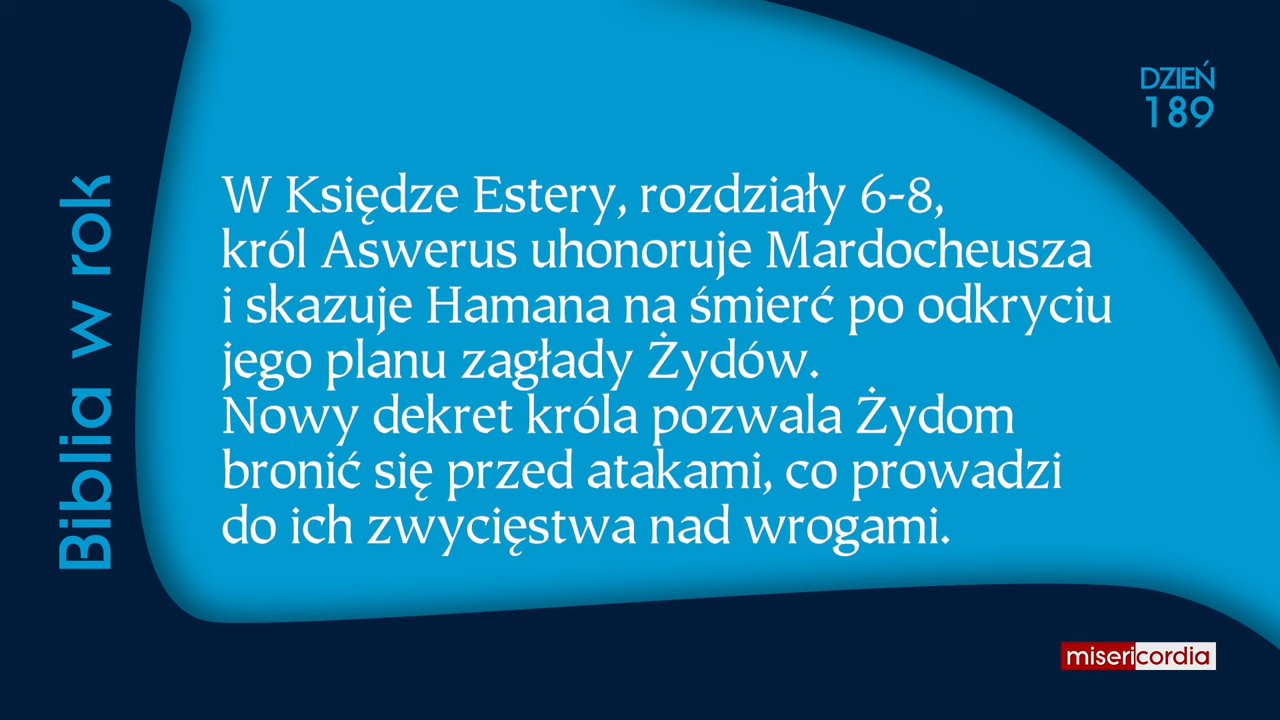 DZIEŃ
189
Biblia w rok
W Księdze Estery, rozdziały 6-8,
król Aswerus uhonoruje Mardocheusza
i skazuje Hamana na śmierć po odkryciu
jego planu zagłady Żydów.
Nowy dekret króla pozwala Żydom
bronić się przed atakami, co prowadzi
do ich zwycięstwa nad wrogami.
misericordia